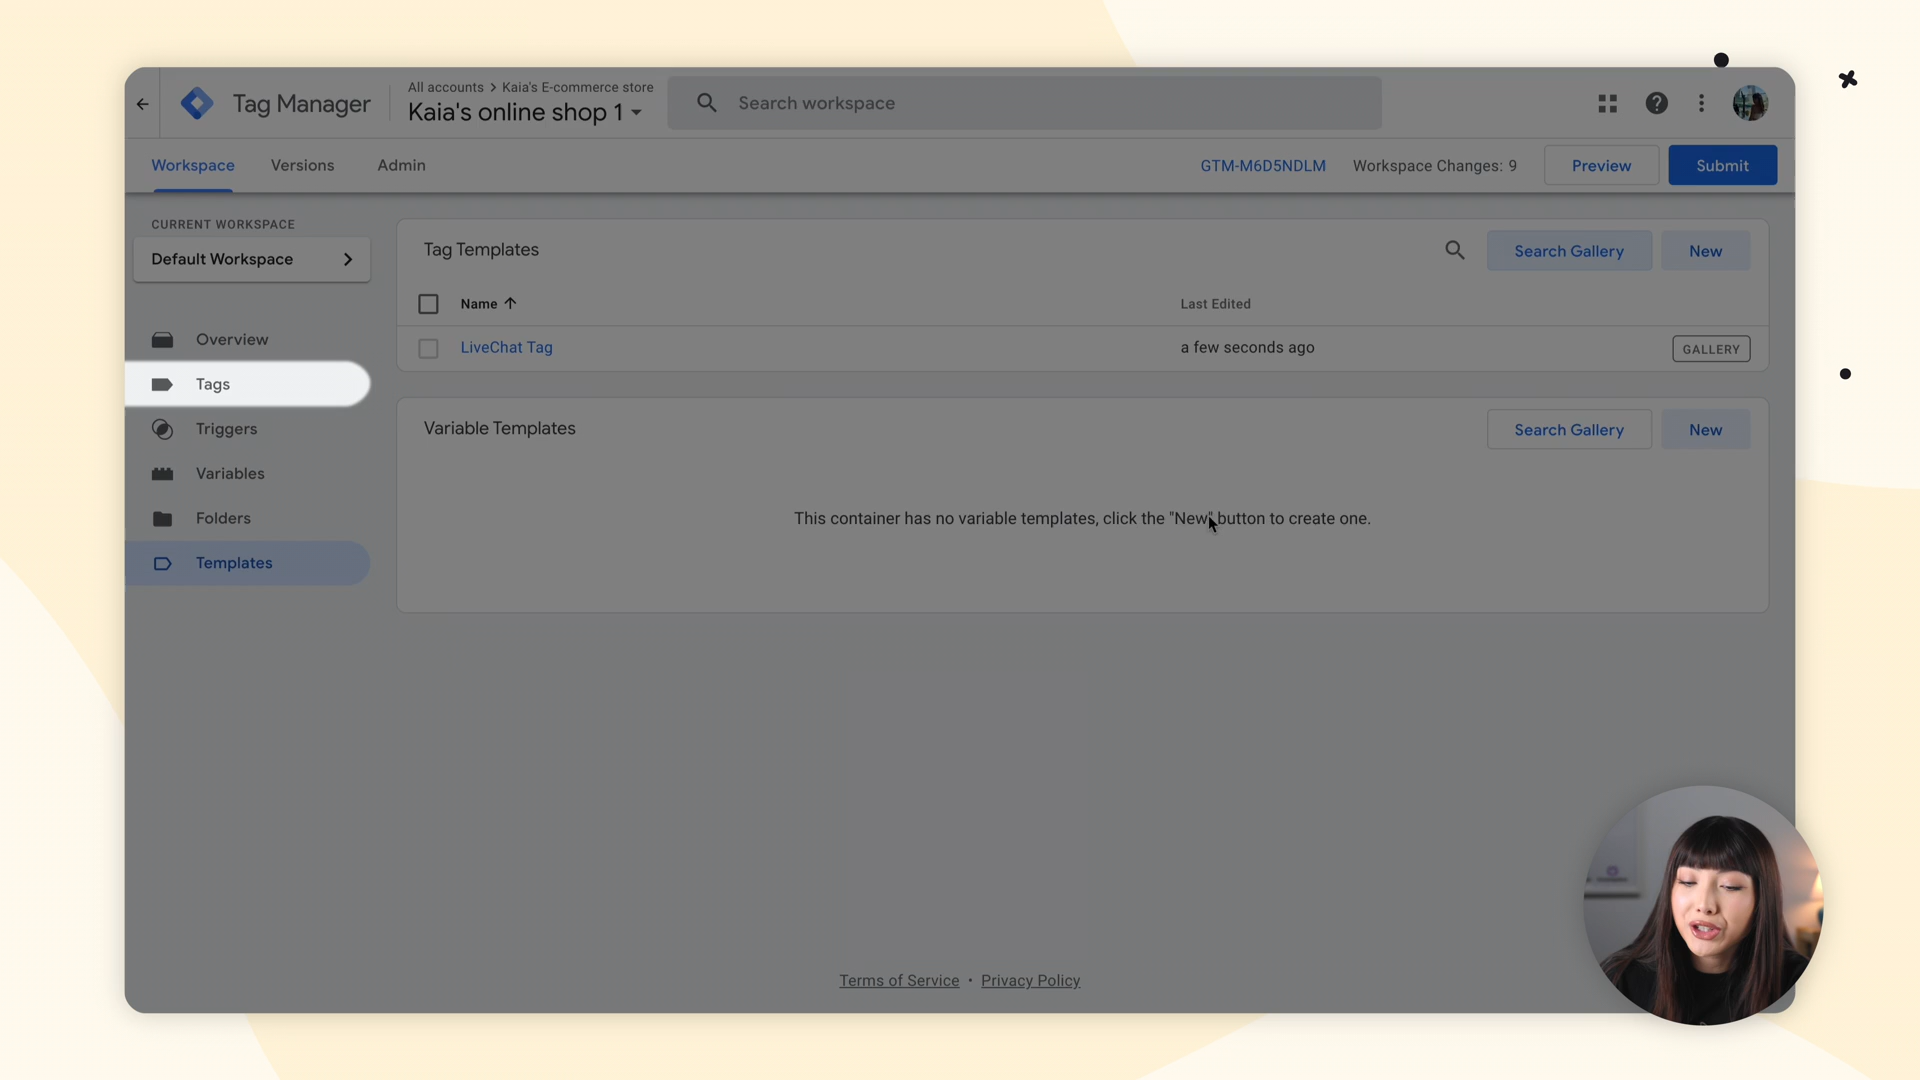 Tag Manager
All accounts > Kaia's E-commerce store
Kaia's online shop 1
Search workspace
Workspace
Versions
Admin
GTM-M6D5NDLM
Workspace Changes: 9
Preview
Submit
CURRENT WORKSPACE
Default Workspace
Overview
Tags
Triggers
Variables
Folders
Templates
Tag Templates
Search Gallery
New
Name
Last Edited
LiveChat Tag
a few seconds ago
GALLERY
Variable Templates
Search Gallery
New
This container has no variable templates, click the "New" button to create one.
Terms of Service • Privacy Policy